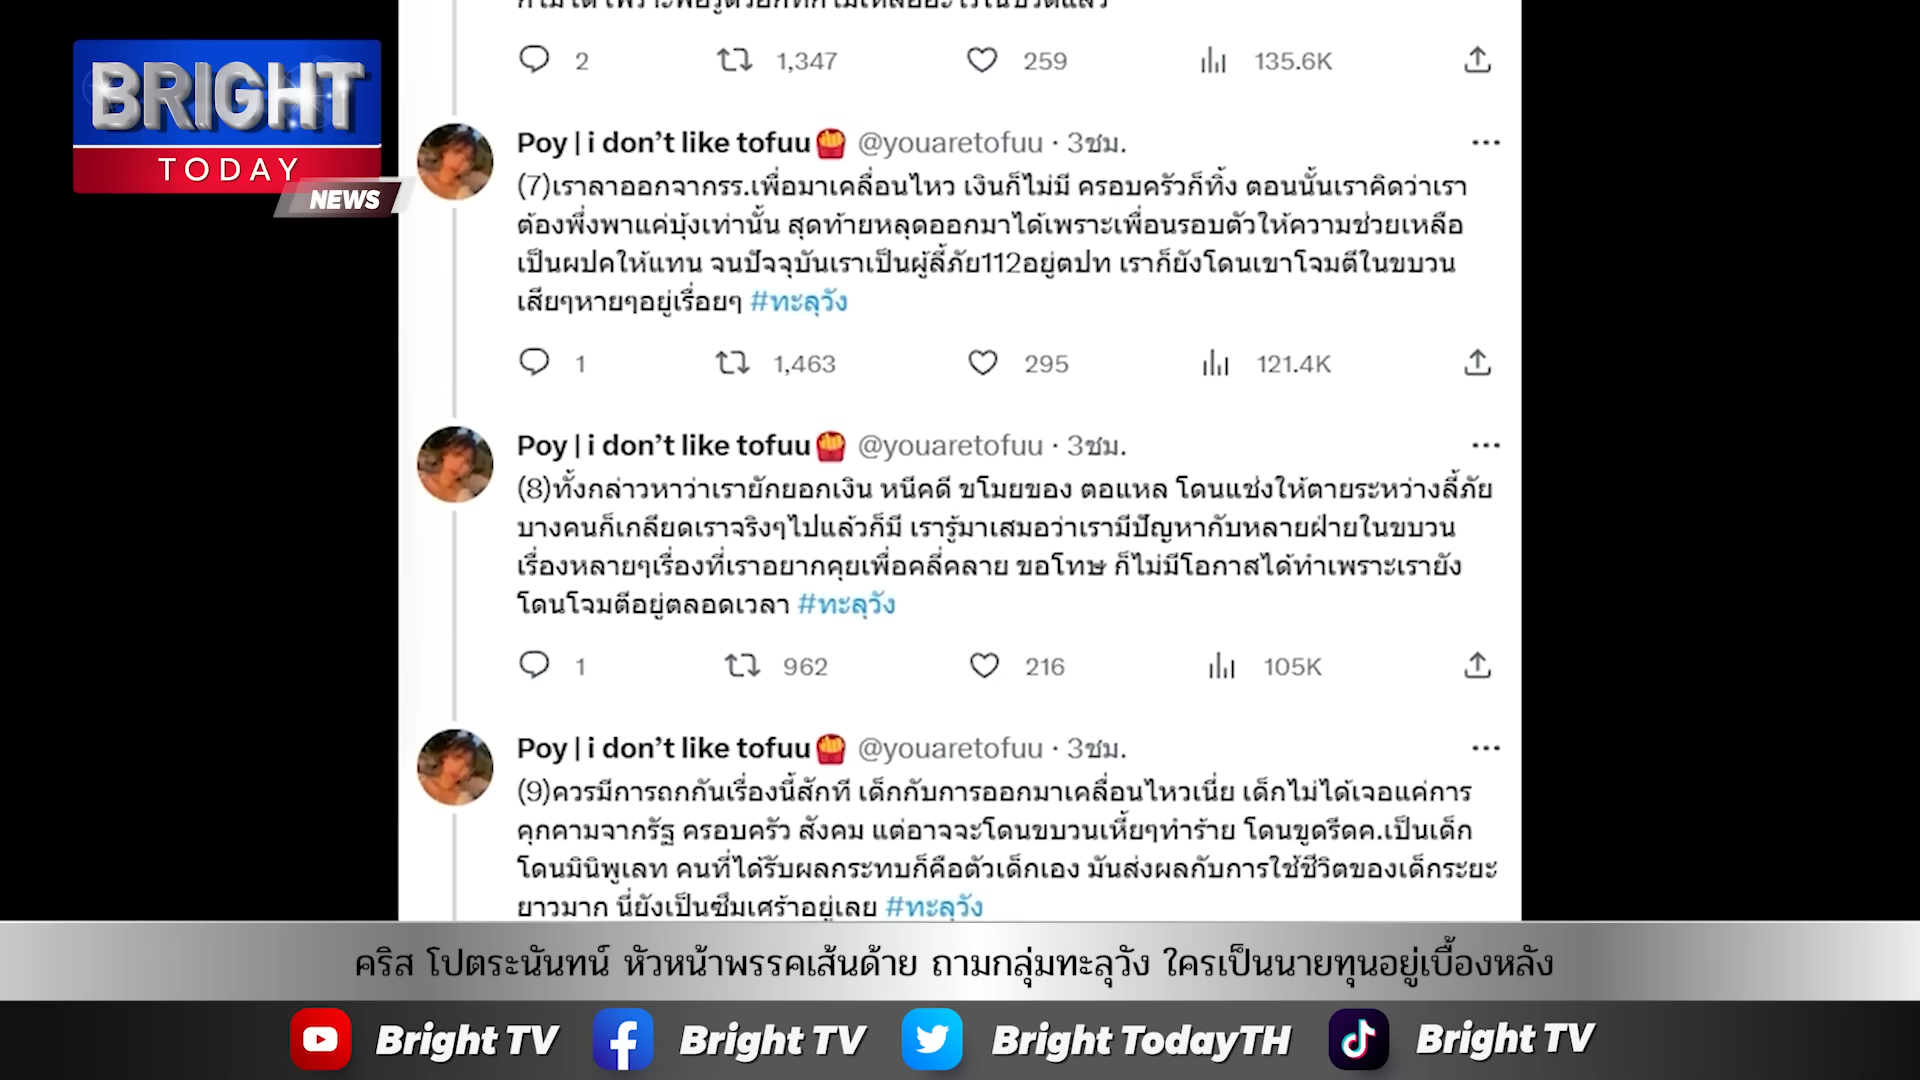 BRIGHT
TODAY
NEWS
2 1,347 259 135.6K
Poy | i don't like tofuu🍟 @youaretofuu · 3ชม.
(7)เราลาออกจากรร.เพื่อมาเคลื่อนไหว เงินก็ไม่มี ครอบครัวก็ทิ้ง ตอนนั้นเราคิดว่าเรา
ต้องพึ่งพาแค่บุ้งเท่านั้น สุดท้ายหลุดออกมาได้เพราะเพื่อนรอบตัวให้ความช่วยเหลือ
เป็นผปคให้แทน จนปัจจุบันเราเป็นผู้ลี้ภัย112อยู่ตปท เราก็ยังโดนเขาโจมตีในขบวน
เสียๆหายๆอยู่เรื่อยๆ #ทะลุวัง
1 1,463 295 121.4K
Poy | i don't like tofuu🍟 @youaretofuu · 3ชม.
(8)ทั้งกล่าวหาว่าเรายักยอกเงิน หนีคดี ขโมยของ ตอแหล โดนแช่งให้ตายระหว่างลี้ภัย
บางคนก็เกลียดเราจริงๆไปแล้วก็มี เรารู้มาเสมอว่าเรามีปัญหากับหลายฝ่ายในขบวน
เรื่องหลายๆเรื่องที่เราอยากคุยเพื่อคลี่คลาย ขอโทษ ก็ไม่มีโอกาสได้ทำเพราะเรายัง
โดนโจมตีอยู่ตลอดเวลา #ทะลุวัง
1 962 216 105K
Poy | i don't like tofuu🍟 @youaretofuu · 3ชม.
(9)ควรมีการถกกันเรื่องนี้สักที เด็กกับการออกมาเคลื่อนไหวเนี่ย เด็กไม่ได้เจอแค่การ
คุกคามจากรัฐ ครอบครัว สังคม แต่อาจจะโดนขบวนเหี้ยๆทำร้าย โดนขูดรีดค.เป็นเด็ก
โดนมินิพูเลท คนที่ได้รับผลกระทบก็คือตัวเด็กเอง มันส่งผลกับการใช้ชีวิตของเด็กระยะ
ยาวมาก นี่ยังเป็นซึมเศร้าอยู่เลย #ทะลุวัง
คริส โปตระนันทน์ หัวหน้าพรรคเส้นด้าย ถามกลุ่มทะลุวัง ใครเป็นนายทุนอยู่เบื้องหลัง
Bright TV Bright TV Bright TodayTH Bright TV